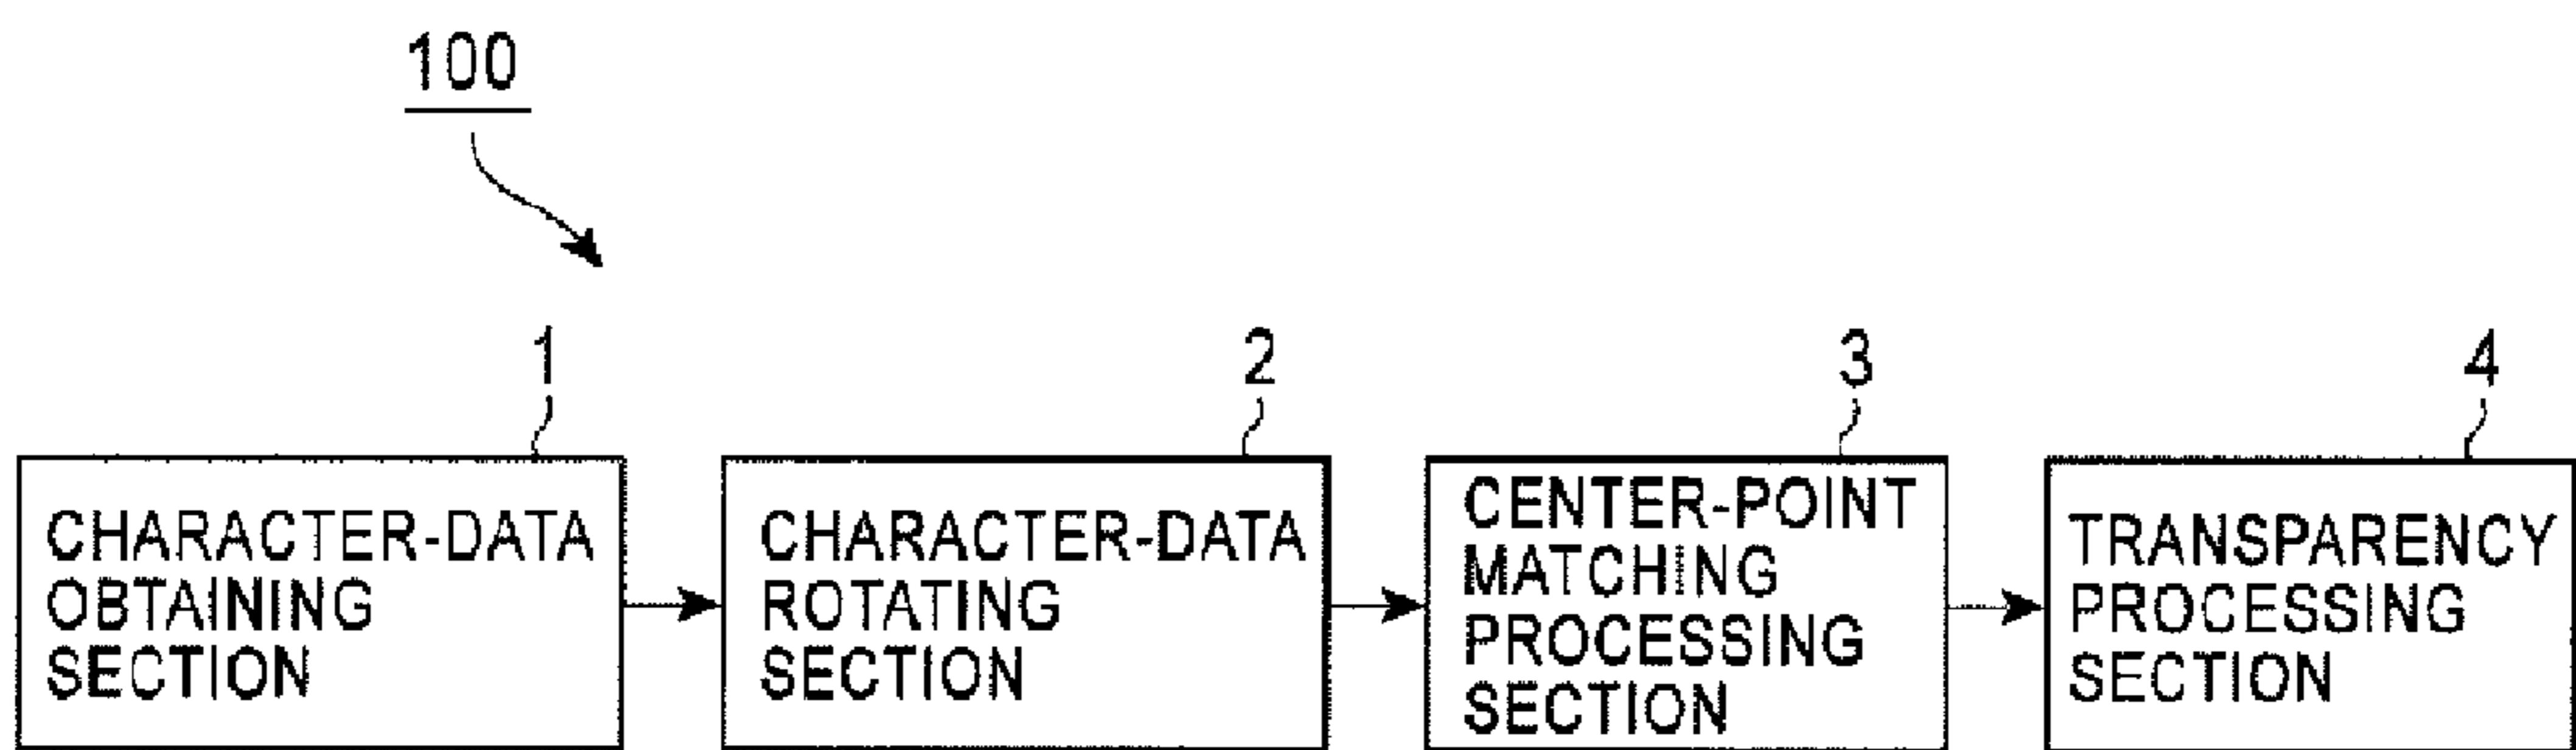 100
1
2
3
4
CHARACTER-DATA
OBTAINING
SECTION
CHARACTER-DATA
ROTATING
SECTION
CENTER-POINT
MATCHING
PROCESSING
SECTION
TRANSPARENCY
PROCESSING
SECTION